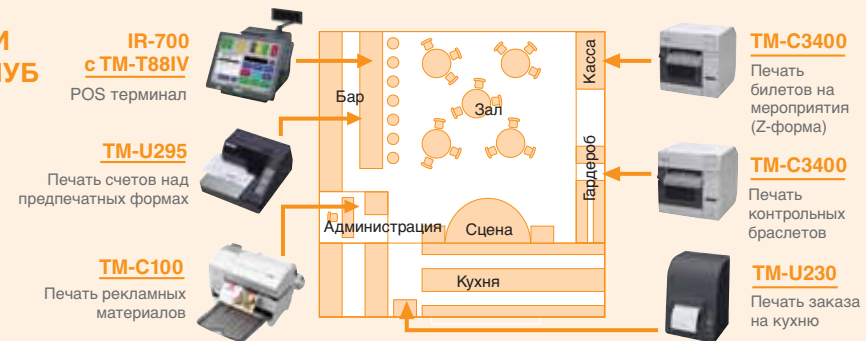 И
ЛУБ
IR-700
с TM-T88IV
POS терминал
TM-U295
Печать счетов над
предпечатных формах
TM-C100
Печать рекламных
материалов
Бар
Зал
Касса
Гардероб
Администрация
Сцена
Кухня
TM-C3400
Печать
билетов на
мероприятия
(Z-форма)
TM-C3400
Печать
контрольных
браслетов
TM-U230
Печать заказа
на кухню